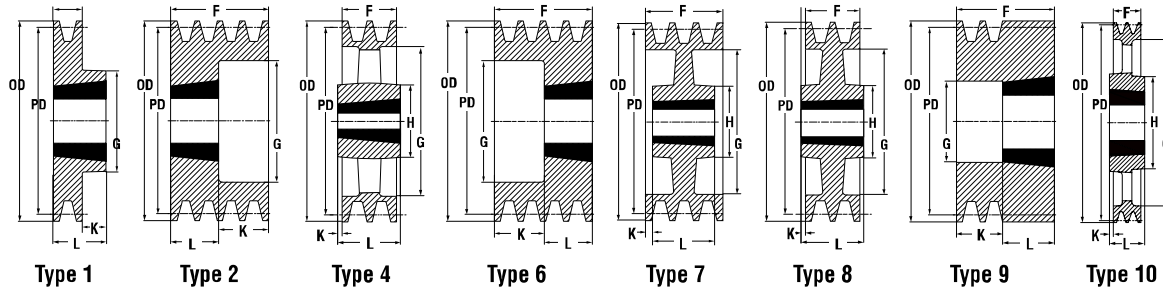 F F F F F F F
OD PD G K L
OD PD G K L
OD PD H G K L
OD PD G K L
OD PD H G K L
OD PD H G K L
OD PD G K L
OD PD H K L
Type 1 Type 2 Type 4 Type 6 Type 7 Type 8 Type 9 Type 10